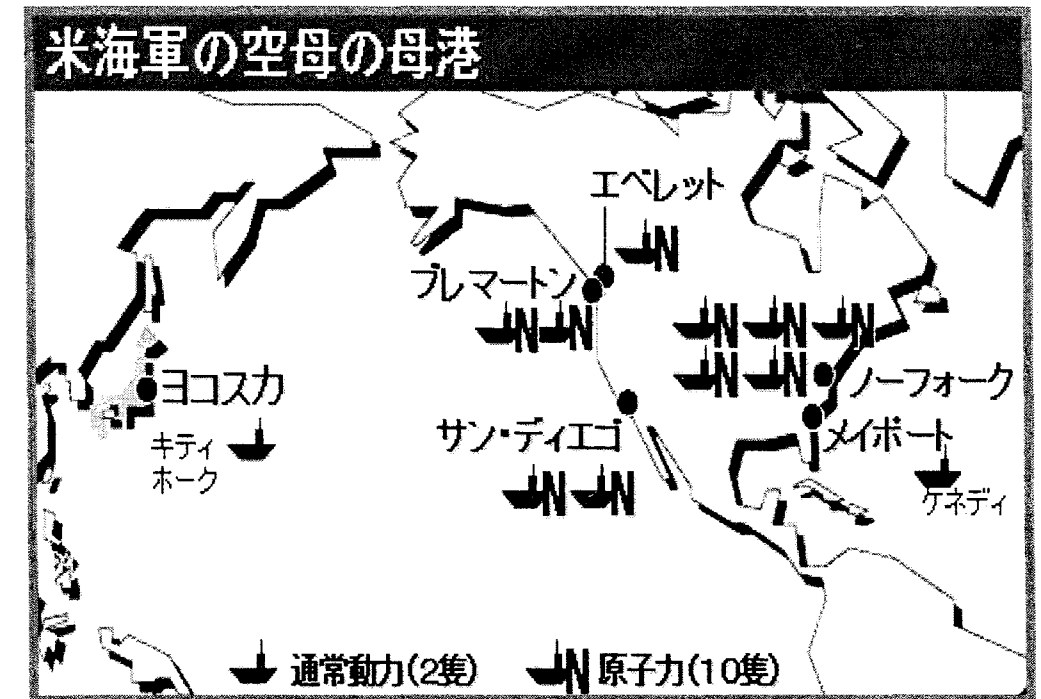 米海軍の空母の母港
エベレット
N
ブレマートン
N N
N N N
N N
ノーフォーク
ヨコスカ
キティ
ホーク
サン・ディエゴ
N N
メイポート
ケネディ
通常動力(2隻) N 原子力(10隻)